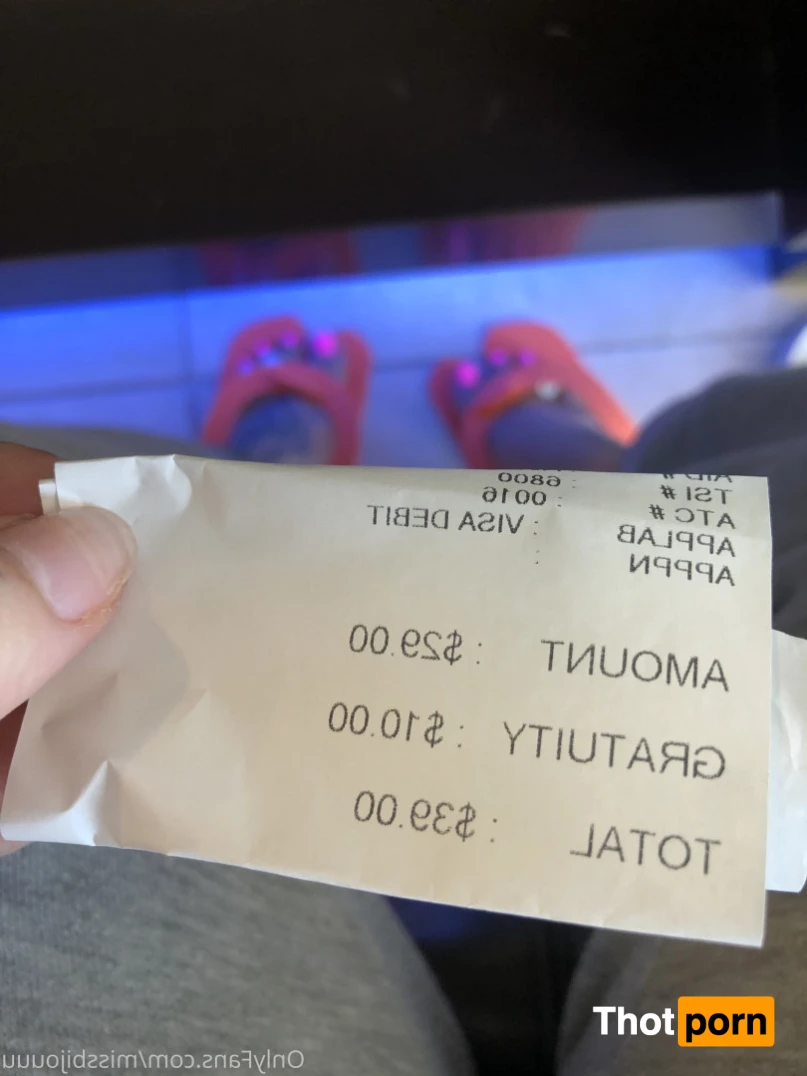 TSI # : 6800
ATC # : 0016
APPLAB : VISA DEBIT
APPPN :
AMOUNT : $29.00
GRATUITY : $10.00
TOTAL : $39.00
Thotporn
OnlyFans.com/missbijouuu